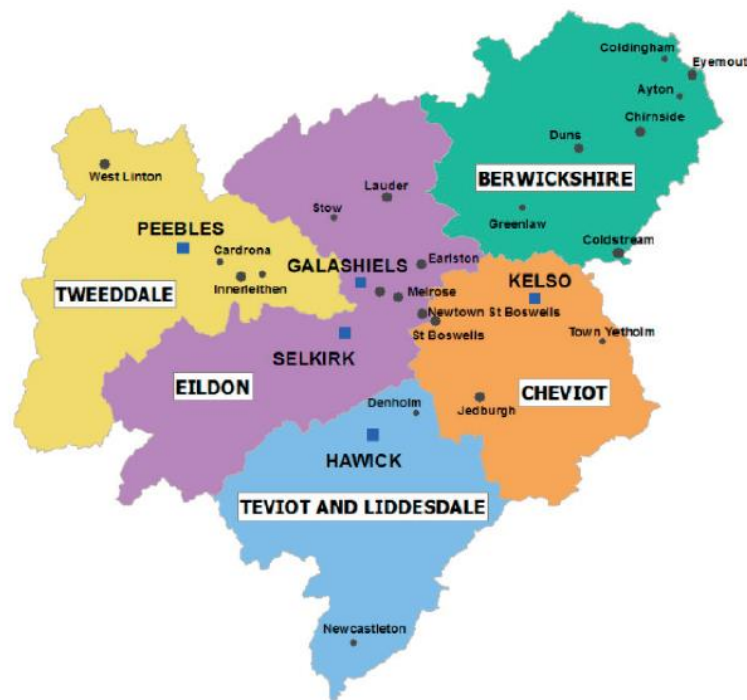 Coldingham
Eyemout
Ayton
Chirnside
Duns
West Linton
BERWICKSHIRE
Lauder
Stow
Greenlaw
PEEBLES
Coldstream
Cardrona
Earlston
GALASHIELS
KELSO
Innerleithen
TWEEDDALE
Melrose
Newtown St Boswells
St Boswells
Town Yetholm
SELKIRK
EILDON
CHEVIOT
Denholm
Jedburgh
HAWICK
TEVIOT AND LIDDESDALE
Newcastleton